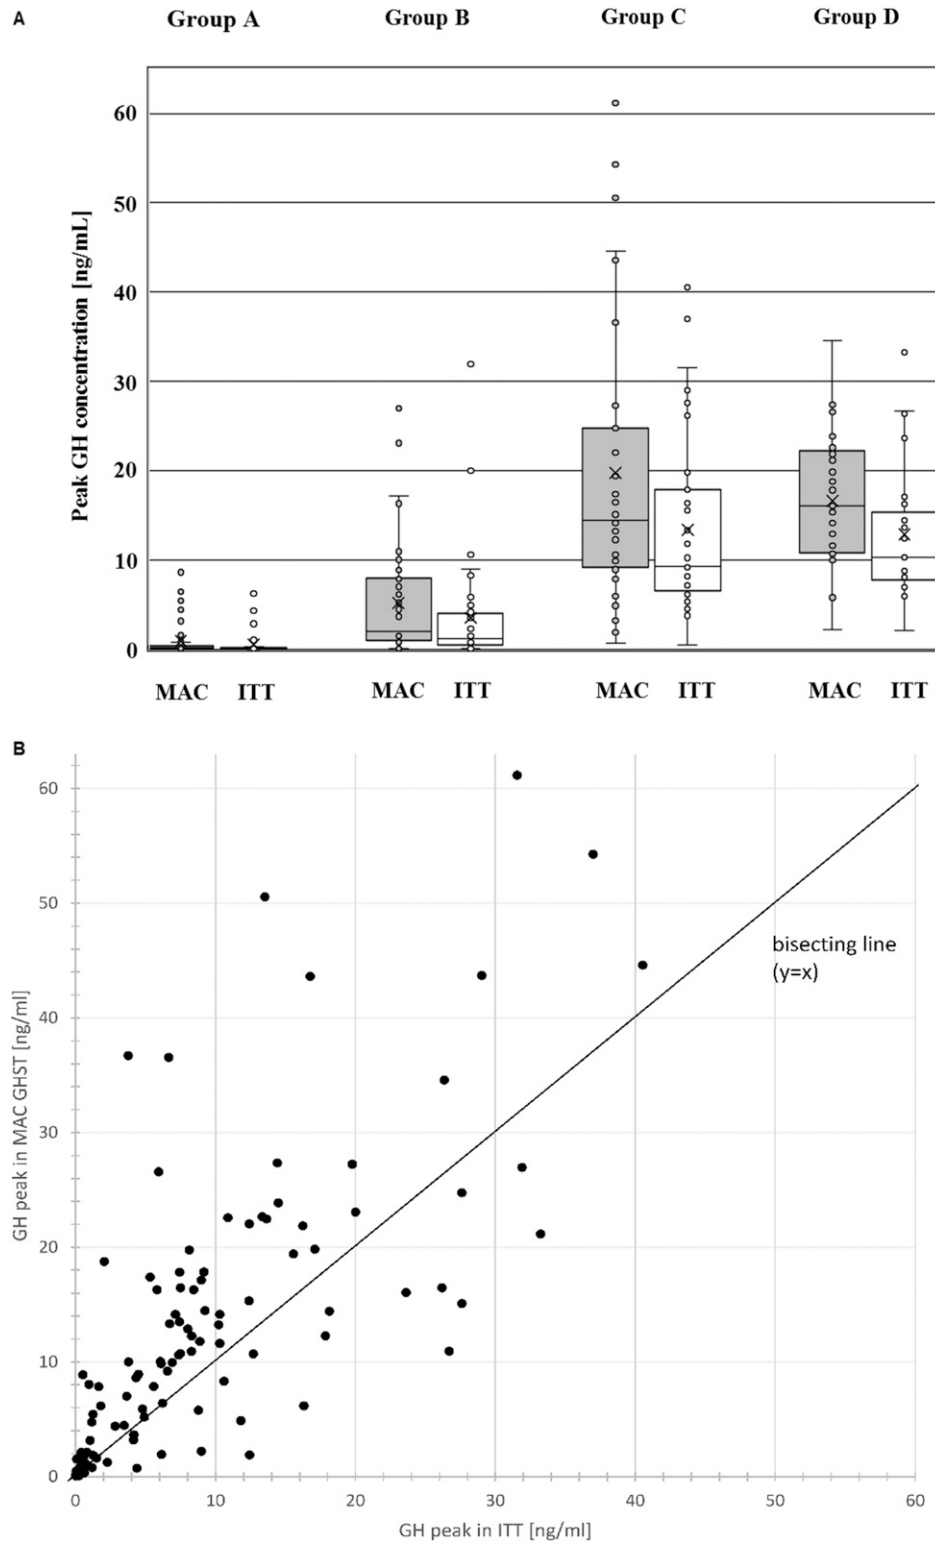 A
Group A Group B Group C Group D
60
50
40
30
20
10
0
Peak GH concentration [ng/mL]
MAC ITT MAC ITT MAC ITT MAC ITT
B
60
50
40
30
20
10
0
GH peak in MAC GHST [ng/ml]
bisecting line
(y=x)
0 10 20 30 40 50 60
GH peak in ITT [ng/ml]